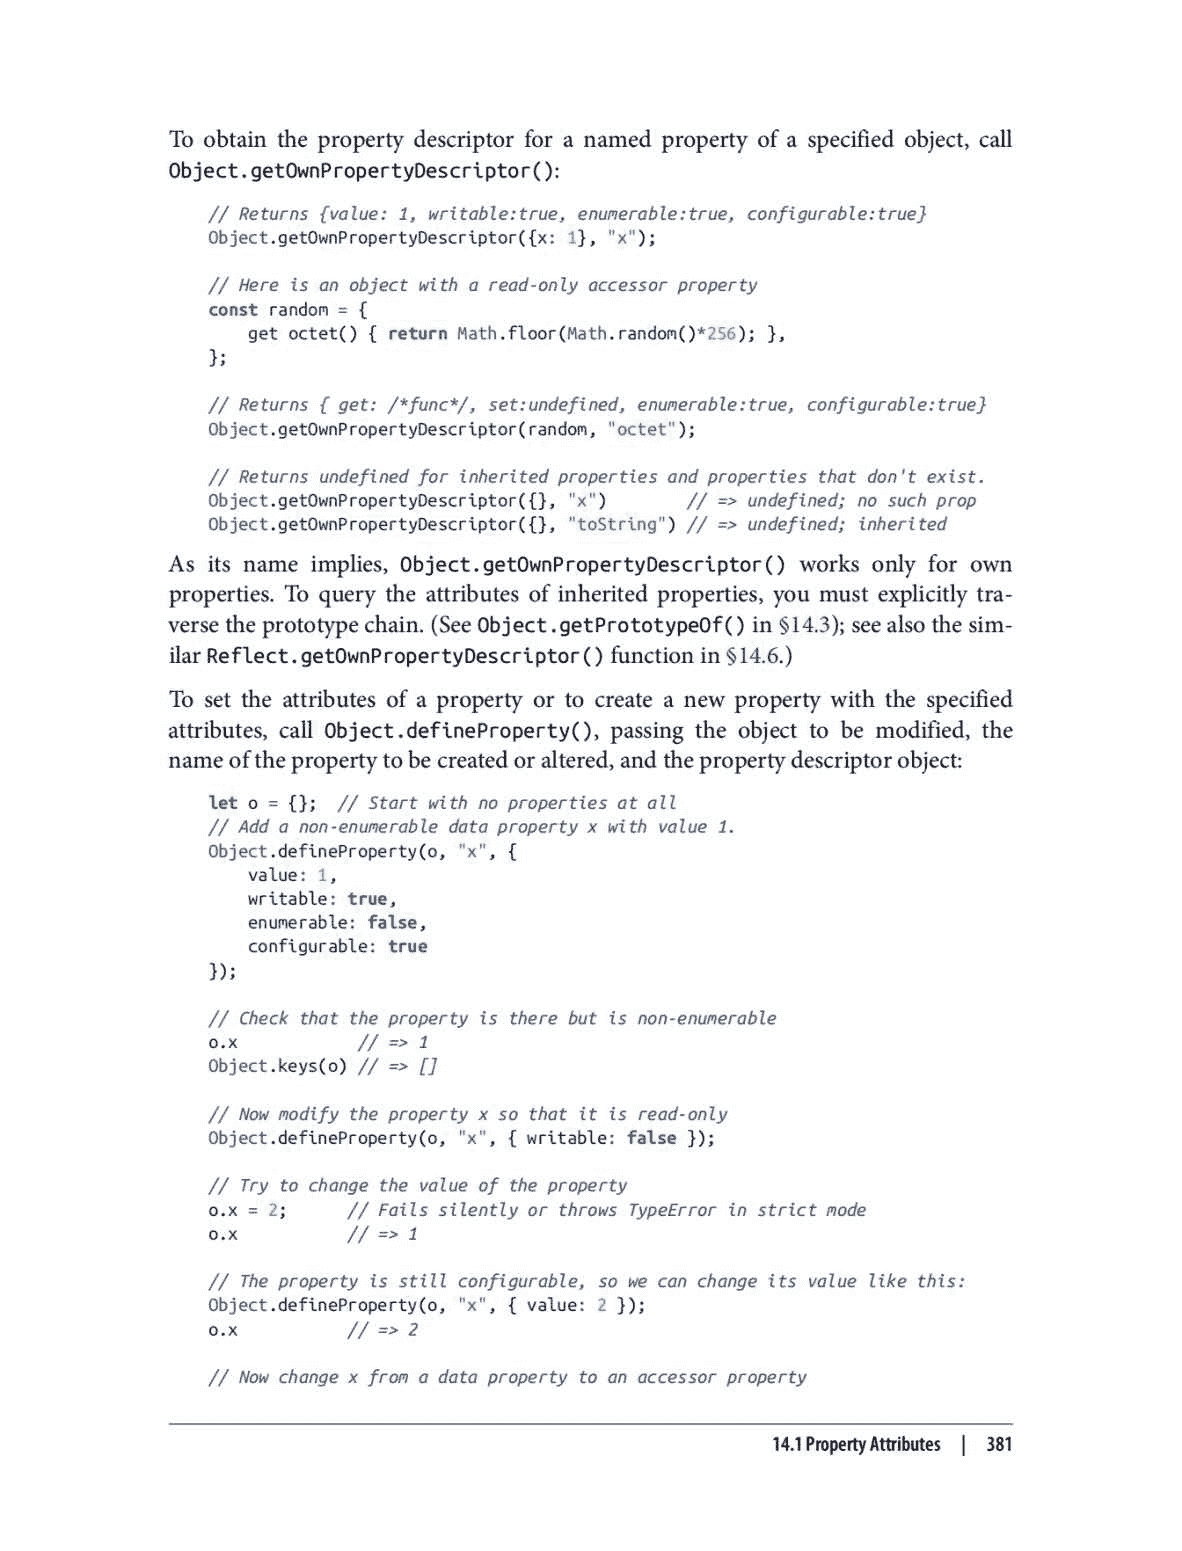 To obtain the property descriptor for a named property of a specified object, call
Object.getOwnPropertyDescriptor():
// Returns {value: 1, writable:true, enumerable:true, configurable:true}
Object.getOwnPropertyDescriptor({x: 1}, "x");
// Here is an object with a read-only accessor property
const random = {
    get octet() { return Math.floor(Math.random()*256); },
};
// Returns { get: /*func*/, set:undefined, enumerable:true, configurable:true}
Object.getOwnPropertyDescriptor(random, "octet");
// Returns undefined for inherited properties and properties that don't exist.
Object.getOwnPropertyDescriptor({}, "x")        // => undefined; no such prop
Object.getOwnPropertyDescriptor({}, "toString") // => undefined; inherited
As its name implies, Object.getOwnPropertyDescriptor() works only for own
properties. To query the attributes of inherited properties, you must explicitly tra-
verse the prototype chain. (See Object.getPrototypeOf() in §14.3); see also the sim-
ilar Reflect.getOwnPropertyDescriptor() function in §14.6.)
To set the attributes of a property or to create a new property with the specified
attributes, call Object.defineProperty(), passing the object to be modified, the
name of the property to be created or altered, and the property descriptor object:
let o = {};  // Start with no properties at all
// Add a non-enumerable data property x with value 1.
Object.defineProperty(o, "x", {
    value: 1,
    writable: true,
    enumerable: false,
    configurable: true
});
// Check that the property is there but is non-enumerable
o.x            // => 1
Object.keys(o) // => []
// Now modify the property x so that it is read-only
Object.defineProperty(o, "x", { writable: false });
// Try to change the value of the property
o.x = 2;      // Fails silently or throws TypeError in strict mode
o.x           // => 1
// The property is still configurable, so we can change its value like this:
Object.defineProperty(o, "x", { value: 2 });
o.x           // => 2
// Now change x from a data property to an accessor property
14.1 Property Attributes | 381